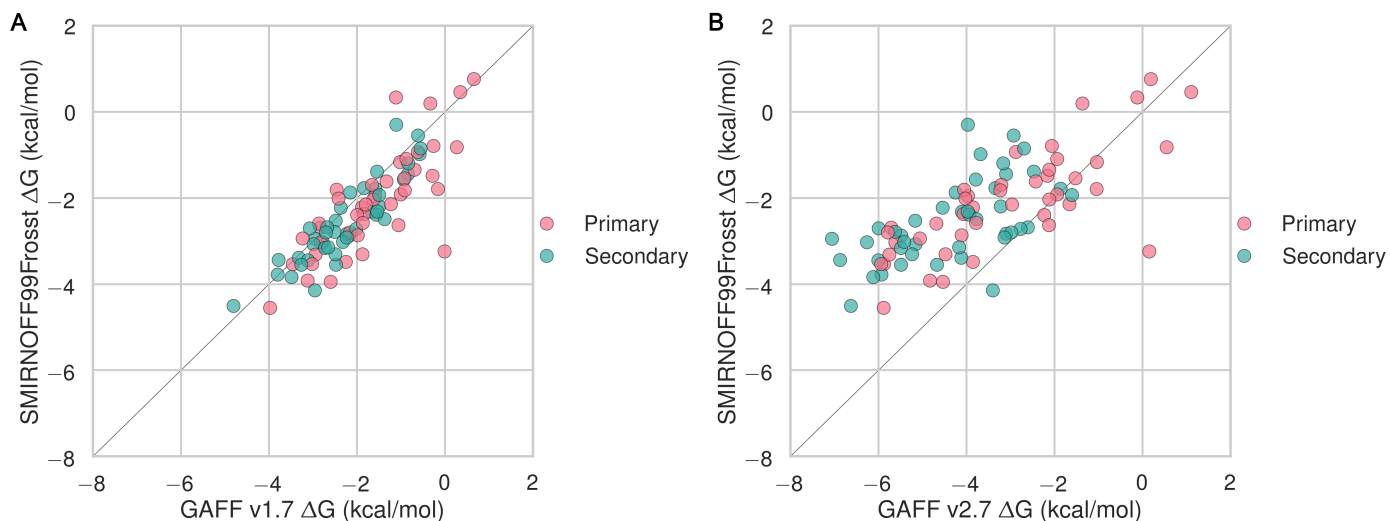 A
SMIRNOFF99Frosst ΔG (kcal/mol)
2
0
−2
−4
−6
−8
−8 −6 −4 −2 0 2
GAFF v1.7 ΔG (kcal/mol)
Primary
Secondary
B
SMIRNOFF99Frosst ΔG (kcal/mol)
2
0
−2
−4
−6
−8
−8 −6 −4 −2 0 2
GAFF v2.7 ΔG (kcal/mol)
Primary
Secondary